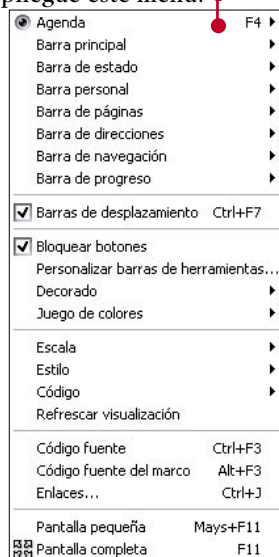 pliegue este menú.
Agenda F4
Barra principal
Barra de estado
Barra personal
Barra de páginas
Barra de direcciones
Barra de navegación
Barra de progreso
Barras de desplazamiento Ctrl+F7
Bloquear botones
Personalizar barras de herramientas...
Decorado
Juego de colores
Escala
Estilo
Código
Refrescar visualización
Código fuente Ctrl+F3
Código fuente del marco Alt+F3
Enlaces... Ctrl+J
Pantalla pequeña Mays+F11
Pantalla completa F11